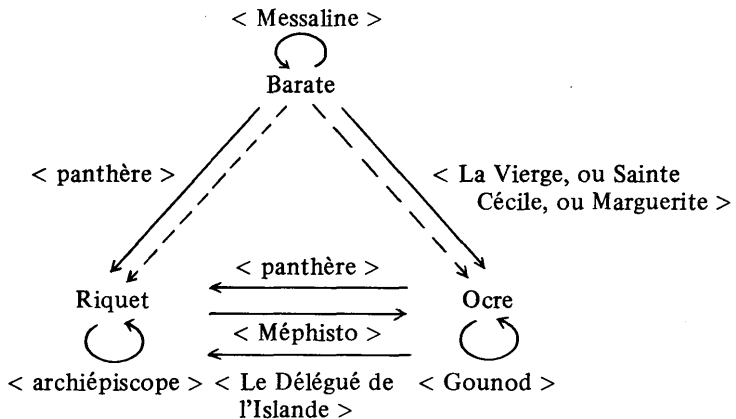 < Messaline >
Barate
< panthère >
< La Vierge, ou Sainte
Cécile, ou Marguerite >
< panthère >
Riquet
Ocre
< Méphisto >
< archiépiscope >
< Le Délégué de
l'Islande >
< Gounod >